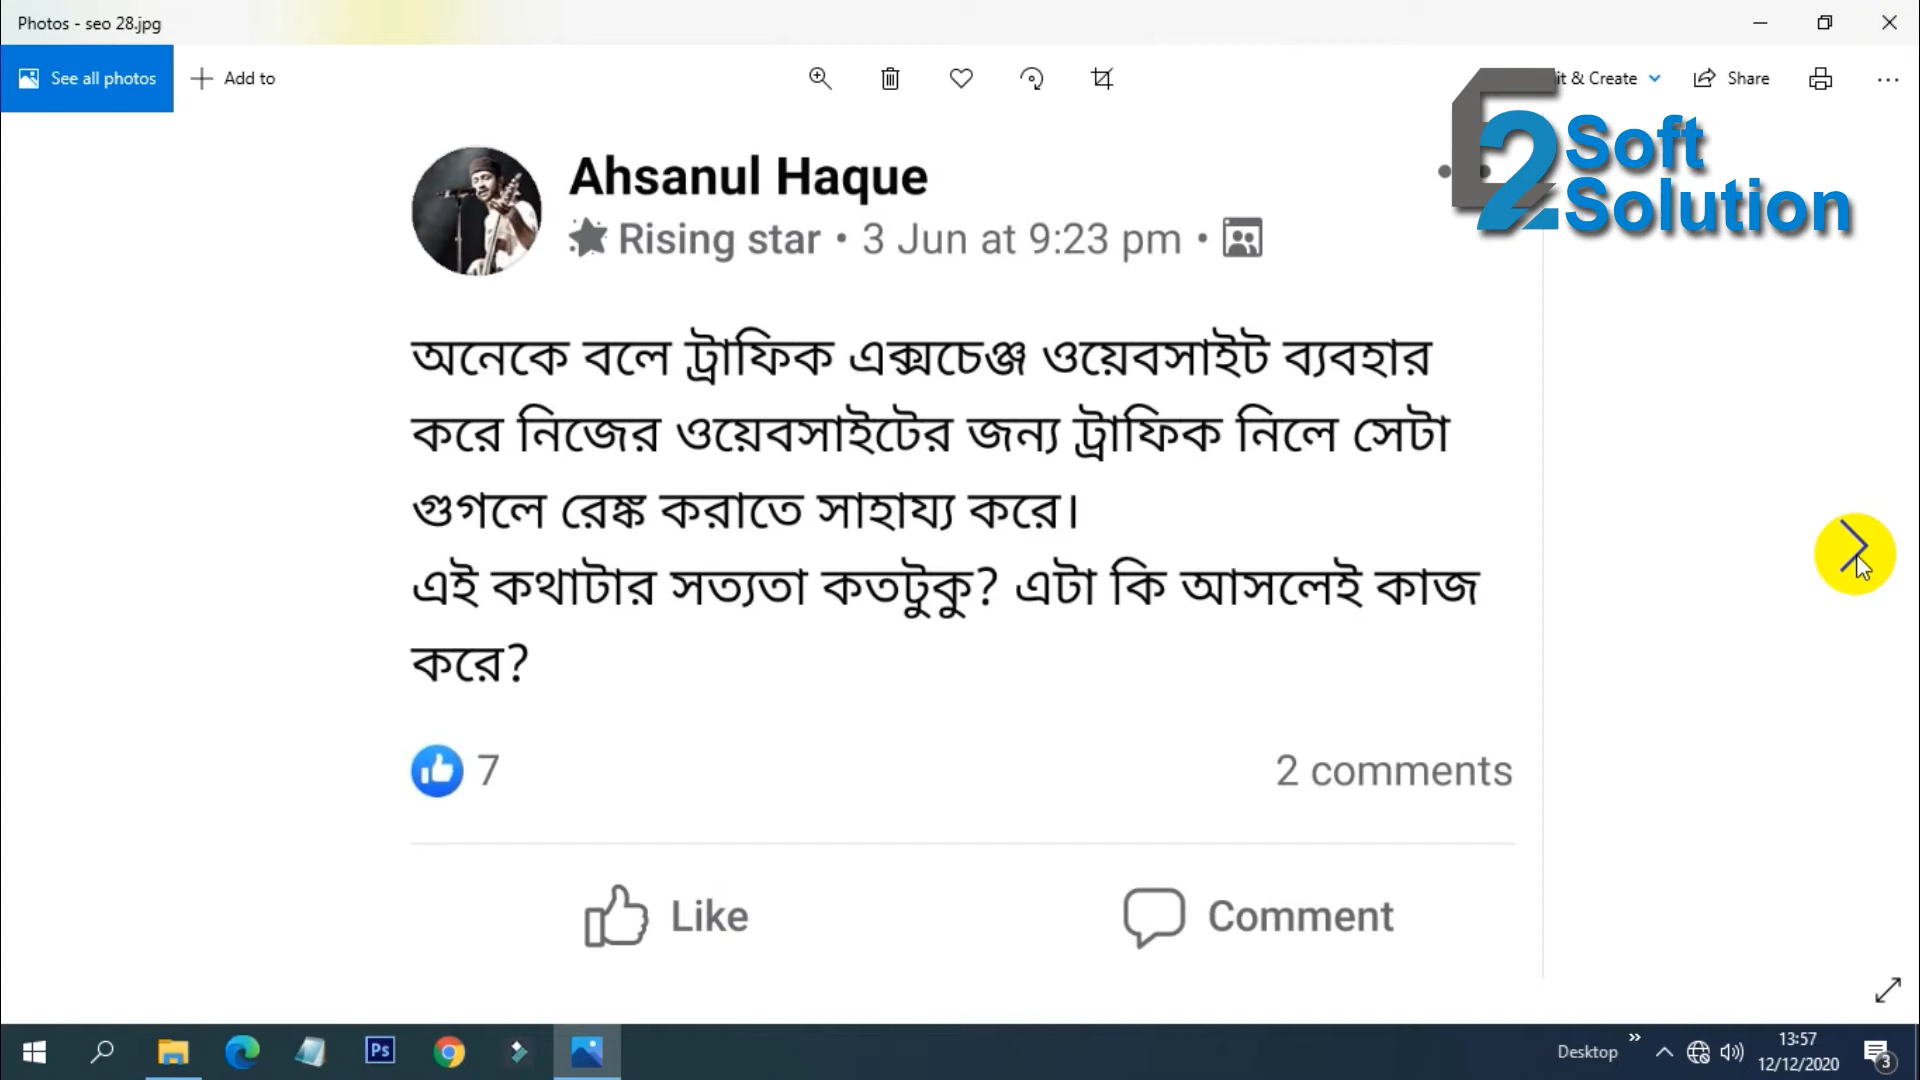 Photos - seo 28.jpg
See all photos
Add to
it & Create
Share
Soft
2
Solution
Ahsanul Haque
Rising star • 3 Jun at 9:23 pm •
অনেকে বলে ট্রাফিক এক্সচেঞ্জ ওয়েবসাইট ব্যবহার
করে নিজের ওয়েবসাইটের জন্য ট্রাফিক নিলে সেটা
গুগলে রেঙ্ক করাতে সাহায্য করে।
এই কথাটার সত্যতা কতটুকু? এটা কি আসলেই কাজ
করে?
7
2 comments
Like
Comment
Ps
Desktop
13:57
12/12/2020
3